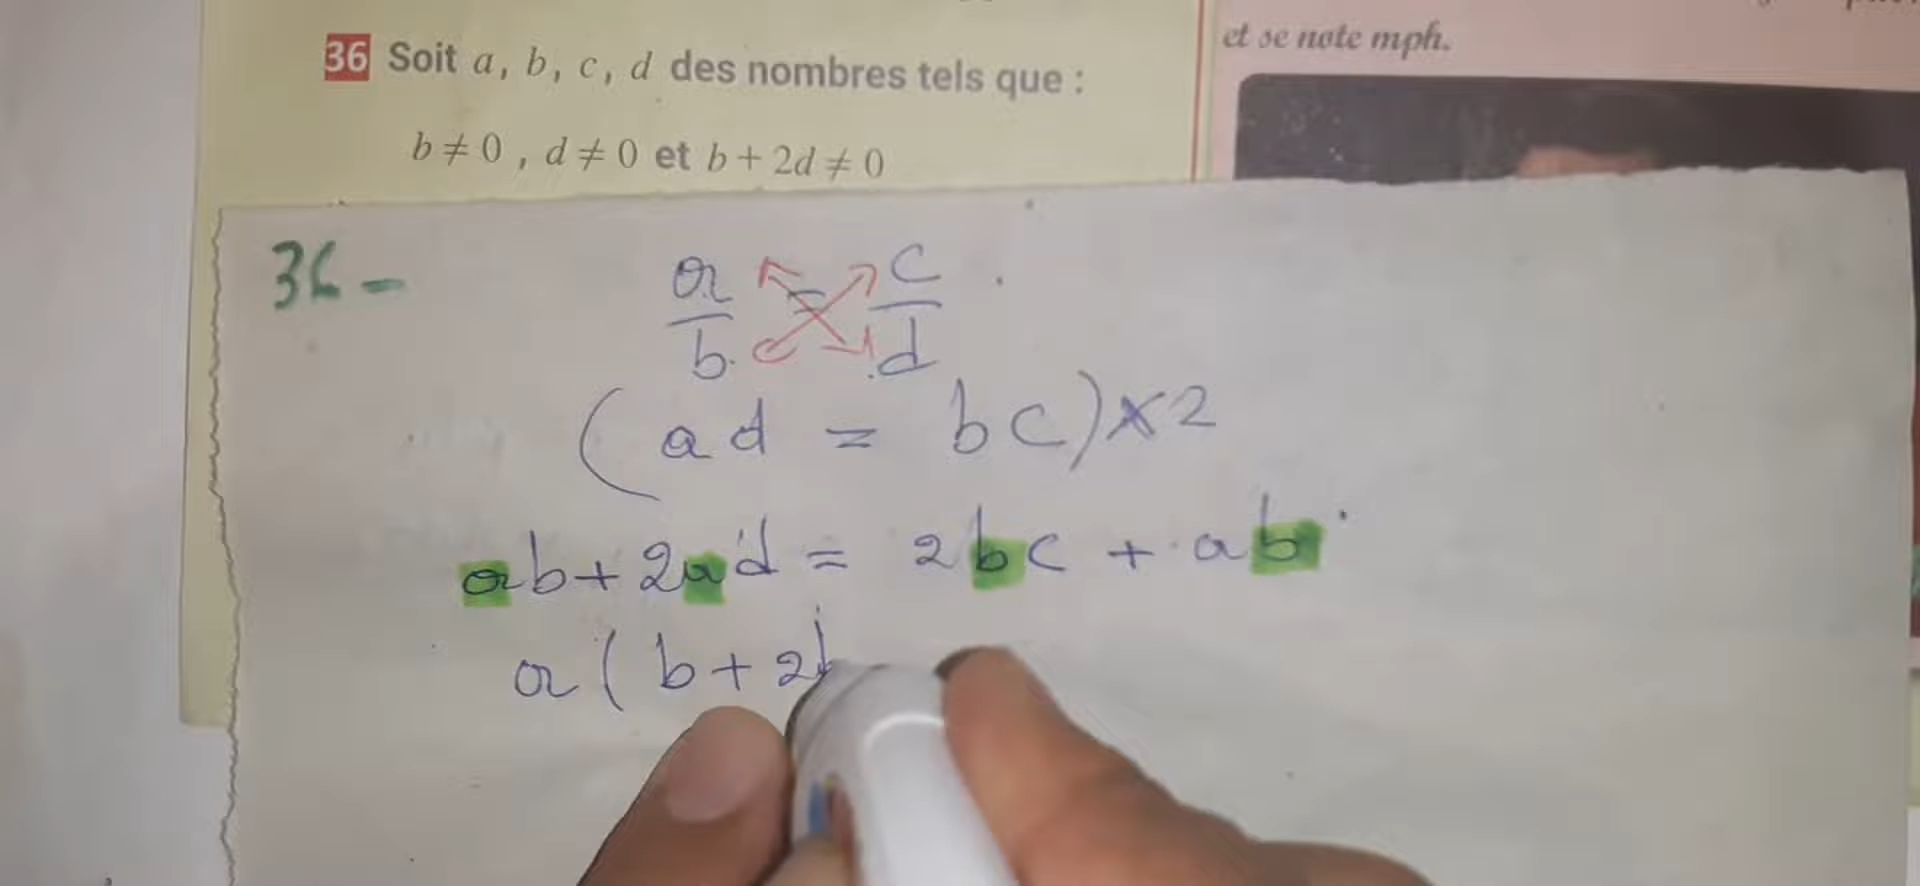 36 Soit a, b, c, d des nombres tels que :
b ≠ 0 , d ≠ 0 et b + 2d ≠ 0
et se note mph.
36 -
a/b = c/d
( ad = bc) × 2
ab + 2ad = 2bc + ab
a ( b + 2